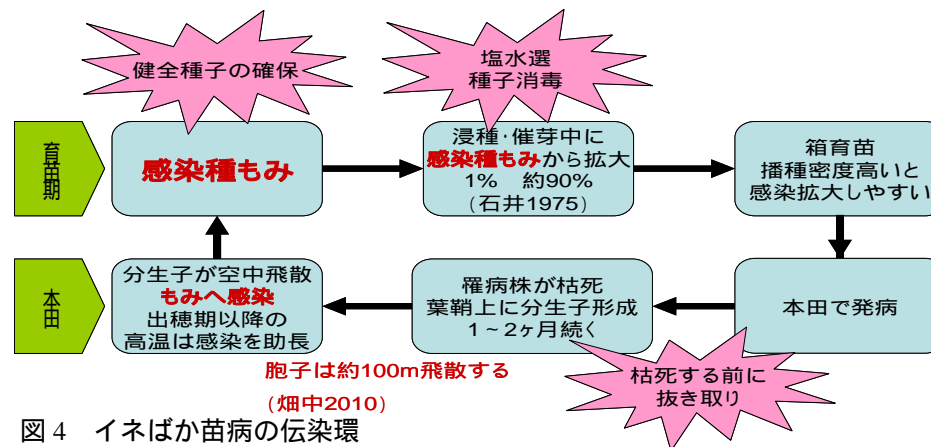 健全種子の確保
塩水選
種子消毒
育苗期
感染種もみ
浸種・催芽中に
感染種もみから拡大
1%　約90%
(石井1975)
箱育苗
播種密度高いと
感染拡大しやすい
本田
分生子が空中飛散
もみへ感染
出穂期以降の
高温は感染を助長
罹病株が枯死
葉鞘上に分生子形成
1~2ヶ月続く
本田で発病
胞子は約100m飛散する
(畑中2010)
枯死する前に
抜き取り
図4　イネばか苗病の伝染環